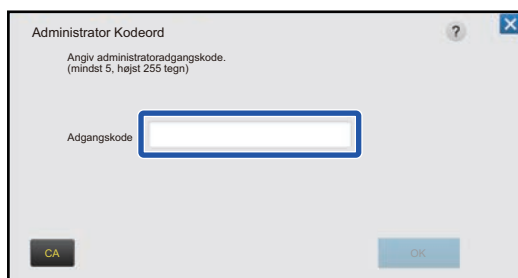 Administrator Kodeord
?
Angiv administratoradgangskode.
(mindst 5, højst 255 tegn)
Adgangskode
CA
OK